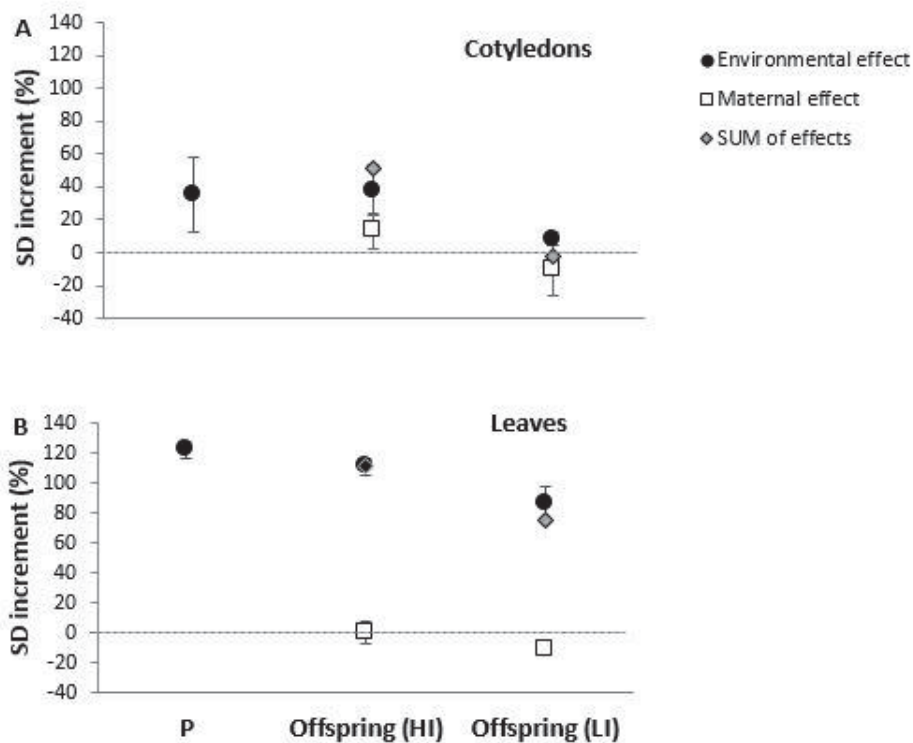 A
140
120
100
80
60
40
20
0
-20
-40
SD increment (%)
Cotyledons
Environmental effect
Maternal effect
SUM of effects
B
140
120
100
80
60
40
20
0
-20
-40
SD increment (%)
Leaves
P Offspring (HI) Offspring (LI)